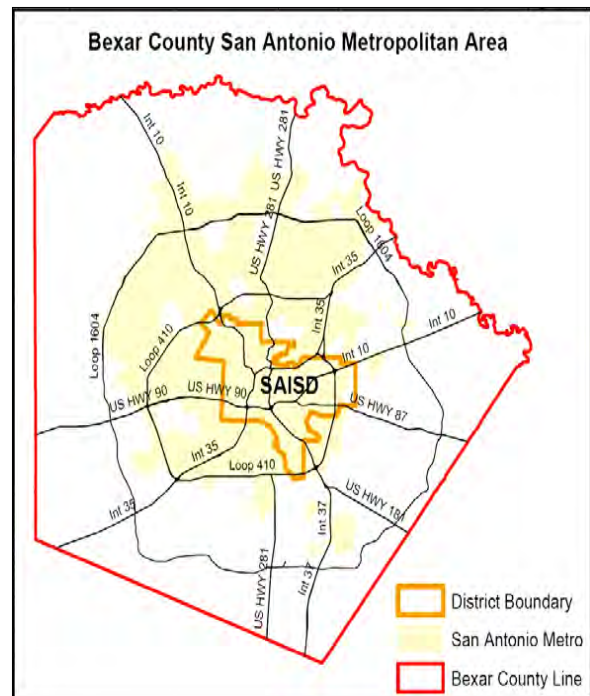 Bexar County San Antonio Metropolitan Area
US HWY 281
Int 10
Int 10
US HWY 281
Loop 1604
Int 35
Int 35
Loop 1604
Loop 410
Int 10
SAISD
US HWY 90
US HWY 90
US HWY 87
Int 35
Loop 410
Int 35
Int 37
US HWY 181
US HWY 281
Int 37
District Boundary
San Antonio Metro
Bexar County Line